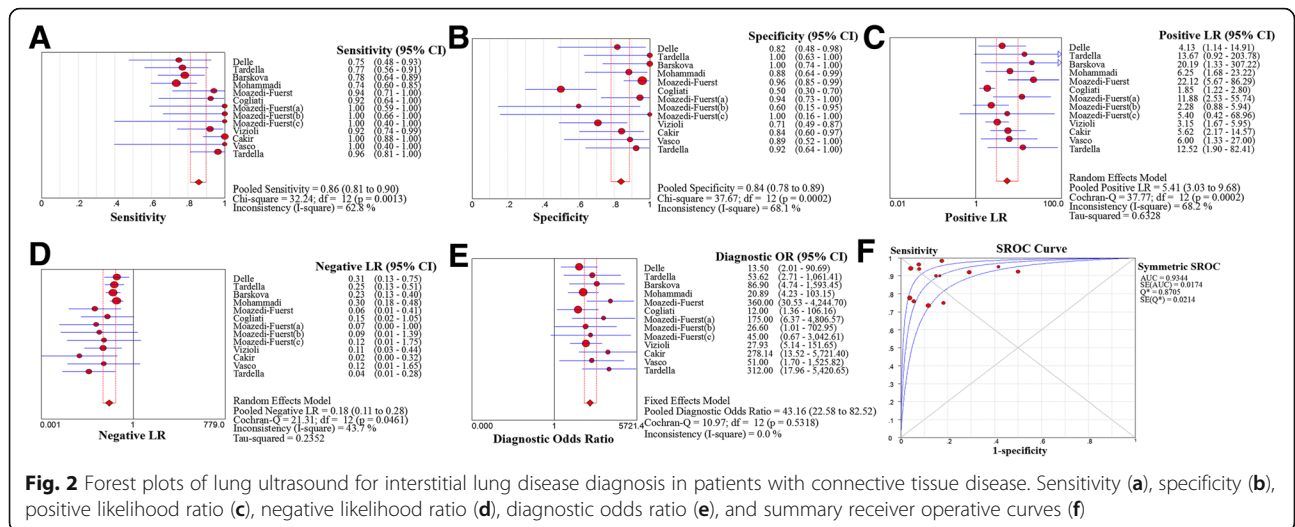 A
Sensitivity (95% CI)
Delle 0.75 (0.48 - 0.93)
Tardella 0.77 (0.56 - 0.91)
Barskova 0.78 (0.64 - 0.89)
Mohammadi 0.74 (0.60 - 0.85)
Moazedi-Fuerst 0.94 (0.71 - 1.00)
Cogliati 0.92 (0.64 - 1.00)
Moazedi-Fuerst(a) 1.00 (0.59 - 1.00)
Moazedi-Fuerst(b) 1.00 (0.66 - 1.00)
Moazedi-Fuerst(c) 1.00 (0.40 - 1.00)
Vizioli 0.92 (0.74 - 0.99)
Cakir 1.00 (0.88 - 1.00)
Vasco 1.00 (0.40 - 1.00)
Tardella 0.96 (0.81 - 1.00)
Pooled Sensitivity = 0.86 (0.81 to 0.90)
Chi-square = 32.24; df = 12 (p = 0.0013)
Inconsistency (I-square) = 62.8 %
0 .2 .4 .6 .8 1
Sensitivity
B
Specificity (95% CI)
Delle 0.82 (0.48 - 0.98)
Tardella 1.00 (0.63 - 1.00)
Barskova 1.00 (0.74 - 1.00)
Mohammadi 0.88 (0.64 - 0.99)
Moazedi-Fuerst 0.96 (0.85 - 0.99)
Cogliati 0.50 (0.30 - 0.70)
Moazedi-Fuerst(a) 0.94 (0.73 - 1.00)
Moazedi-Fuerst(b) 0.60 (0.15 - 0.95)
Moazedi-Fuerst(c) 1.00 (0.16 - 1.00)
Vizioli 0.71 (0.49 - 0.87)
Cakir 0.84 (0.60 - 0.97)
Vasco 0.89 (0.52 - 1.00)
Tardella 0.92 (0.64 - 1.00)
Pooled Specificity = 0.84 (0.78 to 0.89)
Chi-square = 37.67; df = 12 (p = 0.0002)
Inconsistency (I-square) = 68.1 %
0 .2 .4 .6 .8 1
Specificity
C
Positive LR (95% CI)
Delle 4.13 (1.14 - 14.91)
Tardella 13.67 (0.92 - 203.78)
Barskova 20.19 (1.33 - 307.22)
Mohammadi 6.25 (1.68 - 23.22)
Moazedi-Fuerst 22.12 (5.67 - 86.29)
Cogliati 1.85 (1.22 - 2.80)
Moazedi-Fuerst(a) 11.88 (2.53 - 55.74)
Moazedi-Fuerst(b) 2.28 (0.88 - 5.94)
Moazedi-Fuerst(c) 5.40 (0.42 - 68.96)
Vizioli 3.15 (1.67 - 5.95)
Cakir 5.62 (2.17 - 14.57)
Vasco 6.00 (1.33 - 27.00)
Tardella 12.52 (1.90 - 82.41)
Random Effects Model
Pooled Positive LR = 5.41 (3.03 to 9.68)
Cochran-Q = 37.77; df = 12 (p = 0.0002)
Inconsistency (I-square) = 68.2 %
Tau-squared = 0.6328
0.01 1 100.0
Positive LR
D
Negative LR (95% CI)
Delle 0.31 (0.13 - 0.75)
Tardella 0.25 (0.13 - 0.51)
Barskova 0.23 (0.13 - 0.40)
Mohammadi 0.30 (0.18 - 0.48)
Moazedi-Fuerst 0.06 (0.01 - 0.41)
Cogliati 0.15 (0.02 - 1.05)
Moazedi-Fuerst(a) 0.07 (0.00 - 1.00)
Moazedi-Fuerst(b) 0.09 (0.01 - 1.39)
Moazedi-Fuerst(c) 0.12 (0.01 - 1.75)
Vizioli 0.11 (0.03 - 0.44)
Cakir 0.02 (0.00 - 0.32)
Vasco 0.12 (0.01 - 1.65)
Tardella 0.04 (0.01 - 0.28)
Random Effects Model
Pooled Negative LR = 0.18 (0.11 to 0.28)
Cochran-Q = 21.31; df = 12 (p = 0.0461)
Inconsistency (I-square) = 43.7 %
Tau-squared = 0.2352
0.001 1 779.0
Negative LR
E
Diagnostic OR (95% CI)
Delle 13.50 (2.01 - 90.69)
Tardella 53.62 (2.71 - 1,061.41)
Barskova 86.90 (4.74 - 1,593.45)
Mohammadi 20.89 (4.23 - 103.15)
Moazedi-Fuerst 360.00 (30.53 - 4,244.70)
Cogliati 12.00 (1.36 - 106.16)
Moazedi-Fuerst(a) 175.00 (6.37 - 4,806.57)
Moazedi-Fuerst(b) 26.60 (1.01 - 702.95)
Moazedi-Fuerst(c) 45.00 (0.67 - 3,042.61)
Vizioli 27.93 (5.14 - 151.65)
Cakir 278.14 (13.52 - 5,721.40)
Vasco 51.00 (1.70 - 1,525.82)
Tardella 312.00 (17.96 - 5,420.65)
Fixed Effects Model
Pooled Diagnostic Odds Ratio = 43.16 (22.58 to 82.52)
Cochran-Q = 10.97; df = 12 (p = 0.5318)
Inconsistency (I-square) = 0.0 %
0.000 1 5721.4
Diagnostic Odds Ratio
F
Sensitivity
SROC Curve
1
.9
.8
.7
.6
.5
.4
.3
.2
.1
0
0 .2 .4 .6 .8 1
1-specificity
Symmetric SROC
AUC = 0.9344
SE(AUC) = 0.0174
Q* = 0.8705
SE(Q*) = 0.0214
Fig. 2 Forest plots of lung ultrasound for interstitial lung disease diagnosis in patients with connective tissue disease. Sensitivity (a), specificity (b),
positive likelihood ratio (c), negative likelihood ratio (d), diagnostic odds ratio (e), and summary receiver operative curves (f)